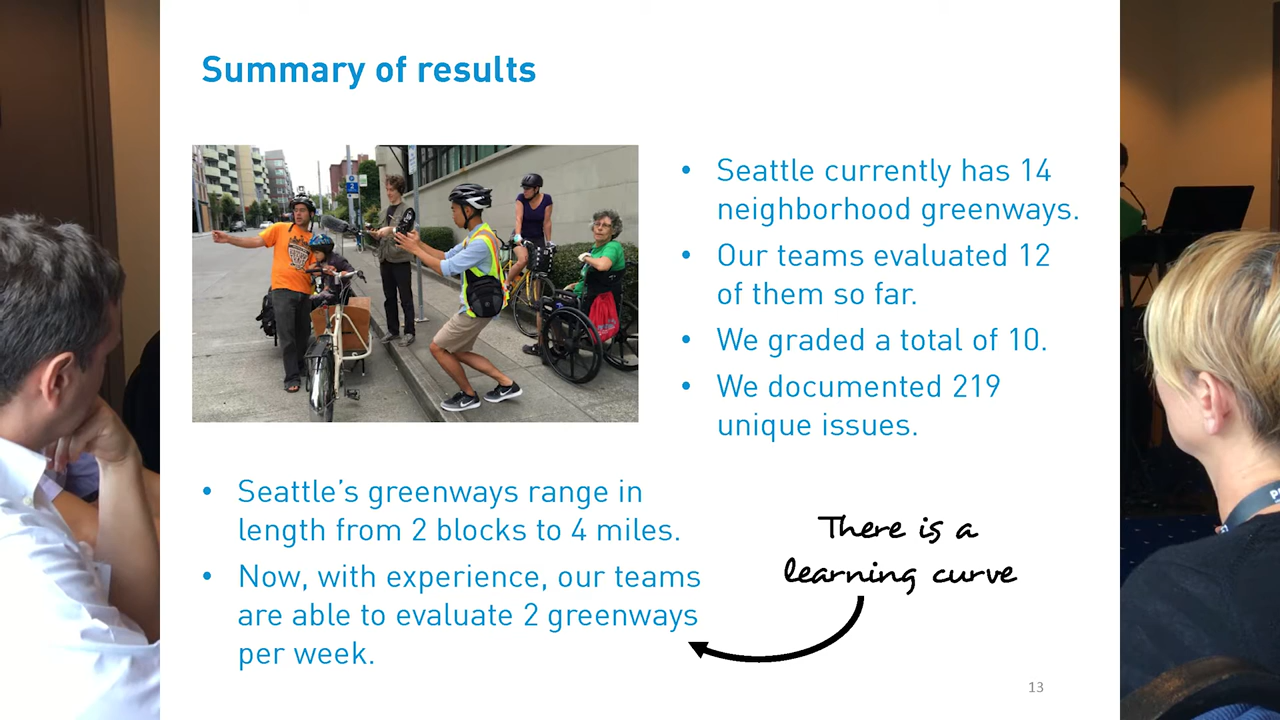 Summary of results
• Seattle currently has 14
neighborhood greenways.
• Our teams evaluated 12
of them so far.
• We graded a total of 10.
• We documented 219
unique issues.
• Seattle’s greenways range in
length from 2 blocks to 4 miles.
• Now, with experience, our teams
are able to evaluate 2 greenways
per week.
There is a
learning curve
13